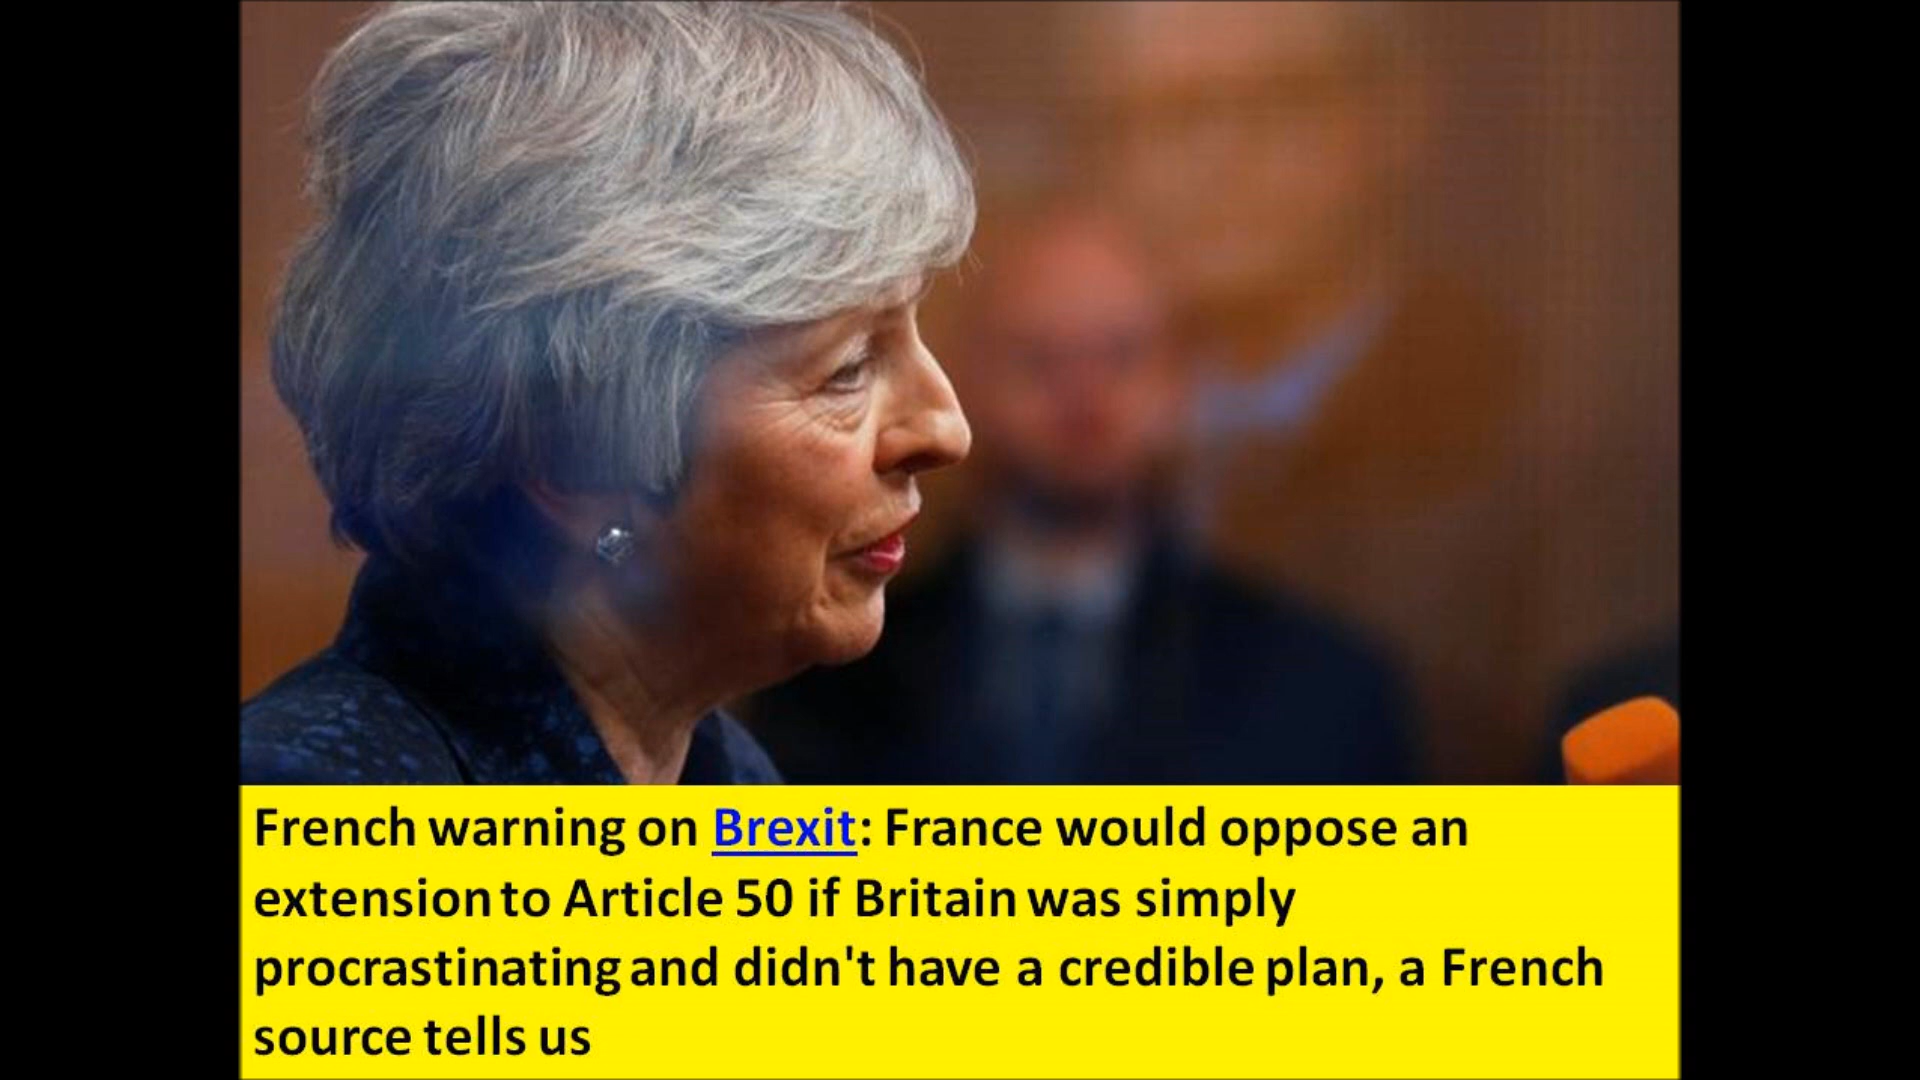 French warning on Brexit: France would oppose an
extension to Article 50 if Britain was simply
procrastinating and didn't have a credible plan, a French
source tells us